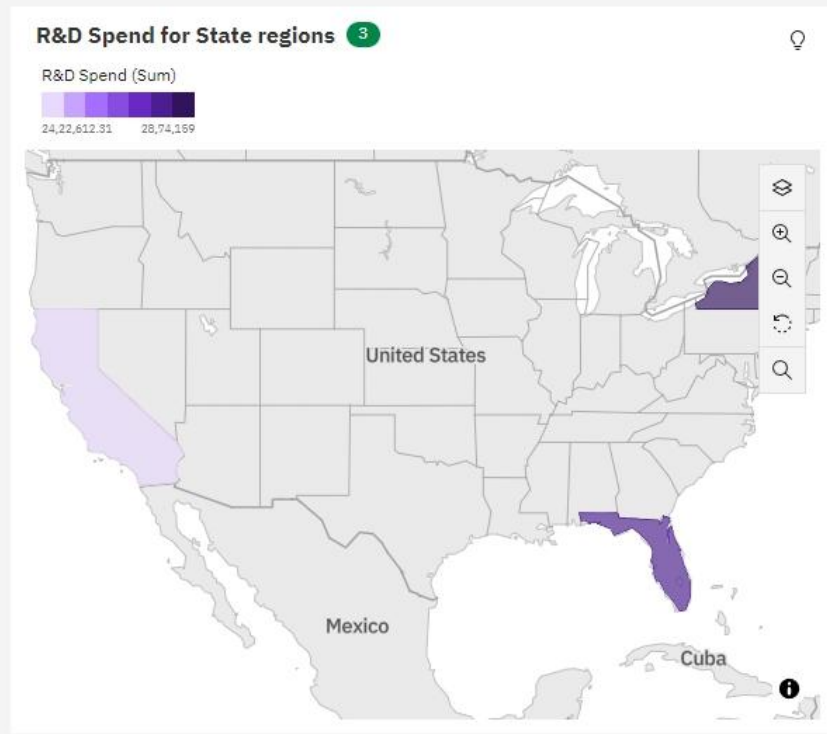 R&D Spend for State regions 3
R&D Spend (Sum)
24,22,612.31 28,74,159
United States
Mexico
Cuba